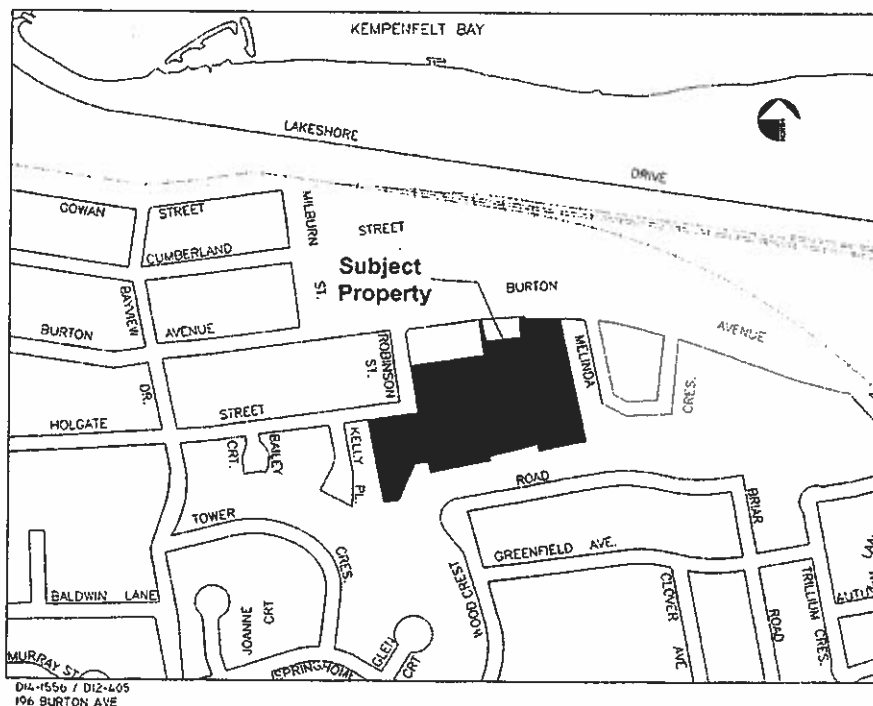 KEMPENFELT BAY
LAKESHORE
DRIVE
GOWAN
STREET
MILBURN
ST.
STREET
CUMBERLAND
Subject
Property
BURTON
BAYVIEW
DR.
BURTON
AVENUE
AVENUE
ROBINSON
ST.
MELINDA
CRES.
HOLGATE
STREET
BAILEY
CRT.
KELLY
PL.
TOWER
CRES.
ROAD
BRIAR
ROAD
GREENFIELD AVE.
WOOD CREST
CLOVER
AVE
TRILLIUM CRES.
BALDWIN LANE
JOANNE
CRT
GLEN
CRT
SPRINGHOME
MURRAY ST
D14-1556 / D12-405
196 BURTON AVE